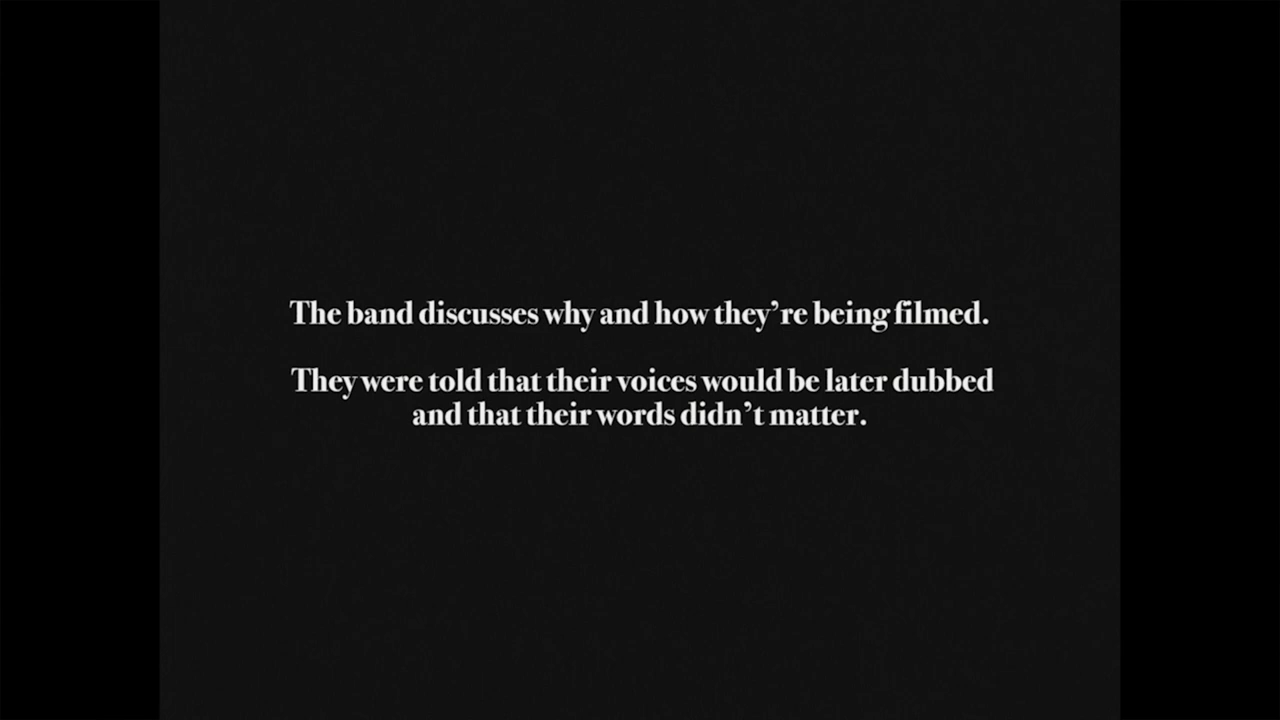 The band discusses why and how they’re being filmed.
They were told that their voices would be later dubbed
and that their words didn’t matter.